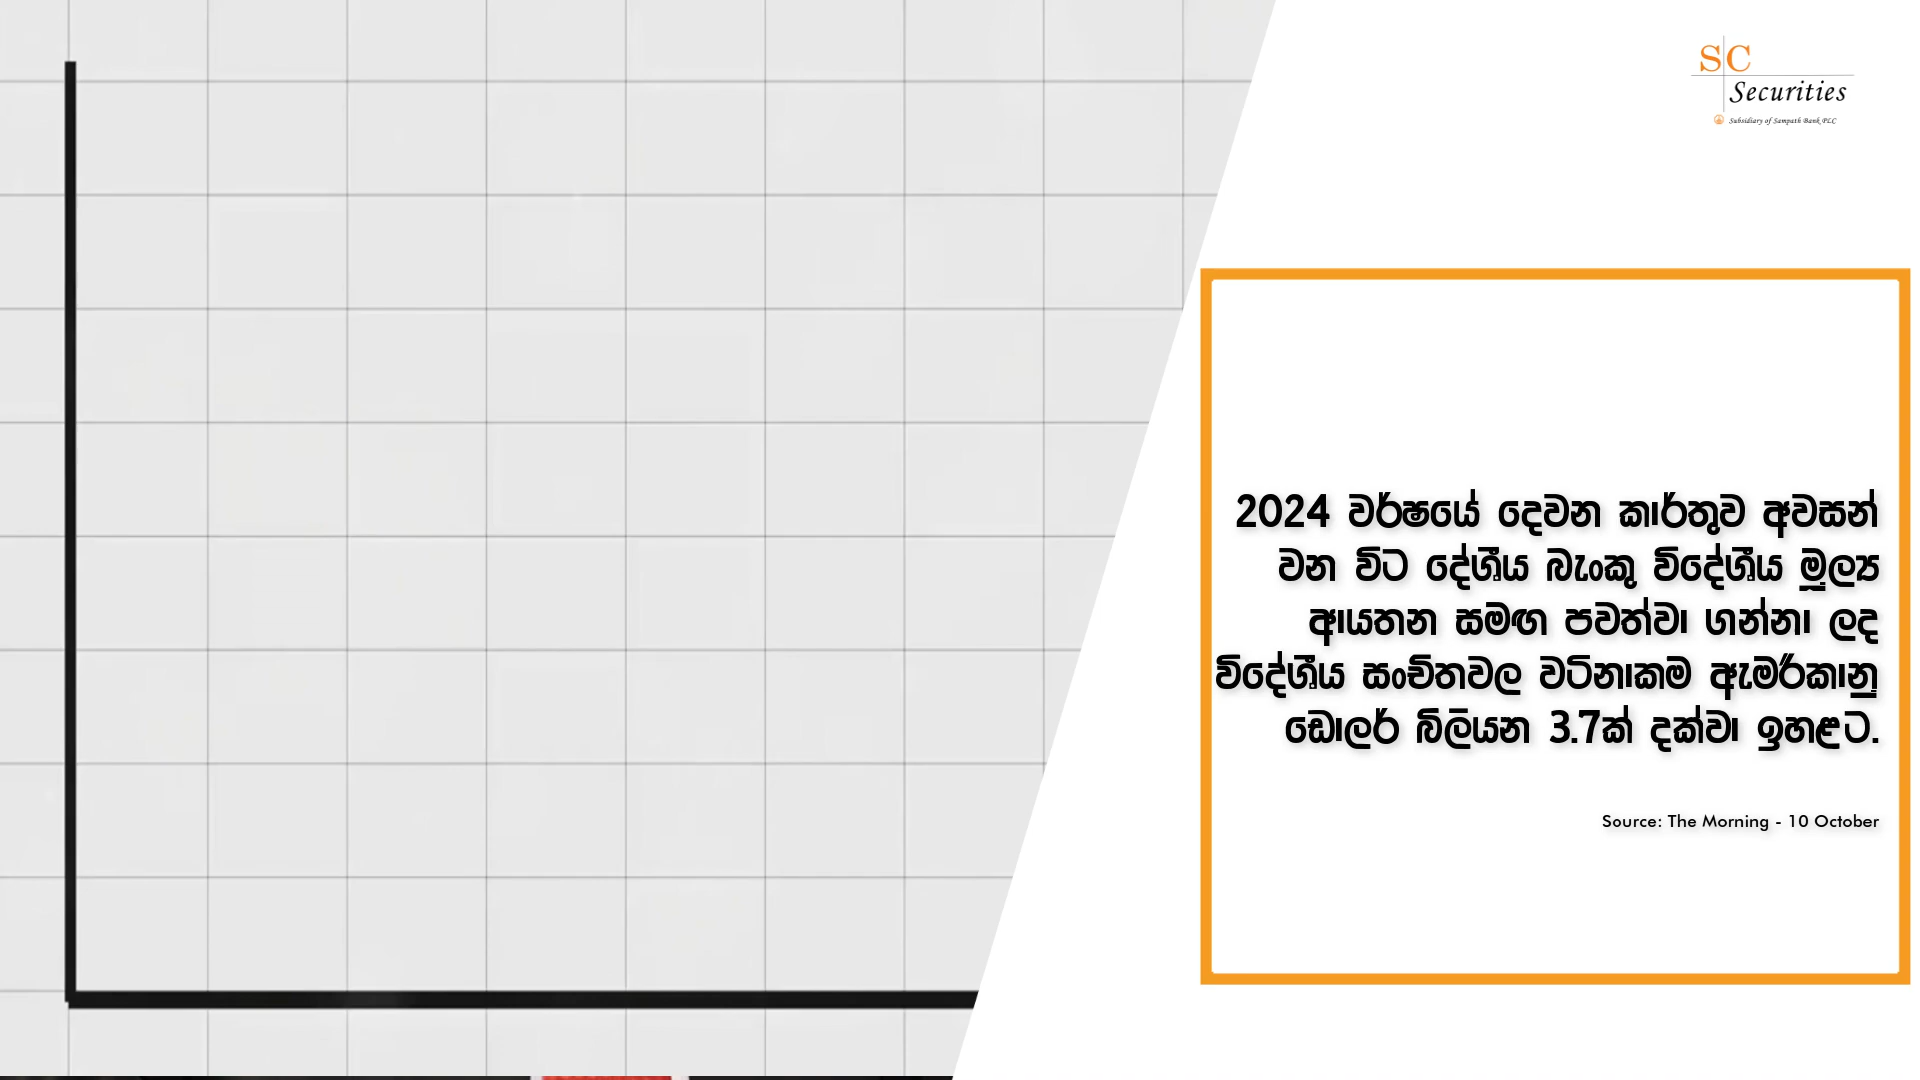 SC
Securities
Subsidiary of Sampath Bank PLC
2024 වර්ෂයේ දෙවන කාර්තුව අවසන්
වන විට දේශීය බැංකු විදේශීය මූල්‍ය
ආයතන සමඟ පවත්වා ගන්නා ලද
විදේශීය සංචිතවල වටිනාකම ඇමරිකානු
ඩොලර් බිලියන 3.7ක් දක්වා ඉහළට.
Source: The Morning - 10 October